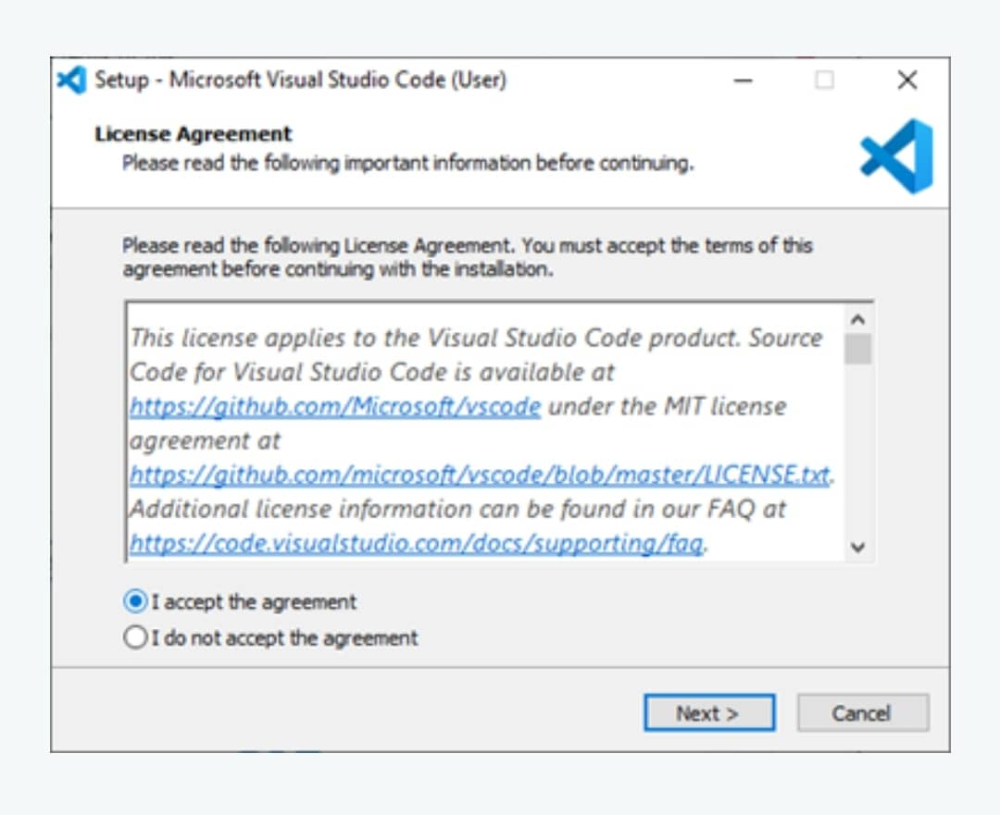 Setup - Microsoft Visual Studio Code (User)
License Agreement
Please read the following important information before continuing.
Please read the following License Agreement. You must accept the terms of this
agreement before continuing with the installation.
This license applies to the Visual Studio Code product. Source
Code for Visual Studio Code is available at
https://github.com/Microsoft/vscode under the MIT license
agreement at
https://github.com/microsoft/vscode/blob/master/LICENSE.txt.
Additional license information can be found in our FAQ at
https://code.visualstudio.com/docs/supporting/faq.
I accept the agreement
I do not accept the agreement
Next >
Cancel